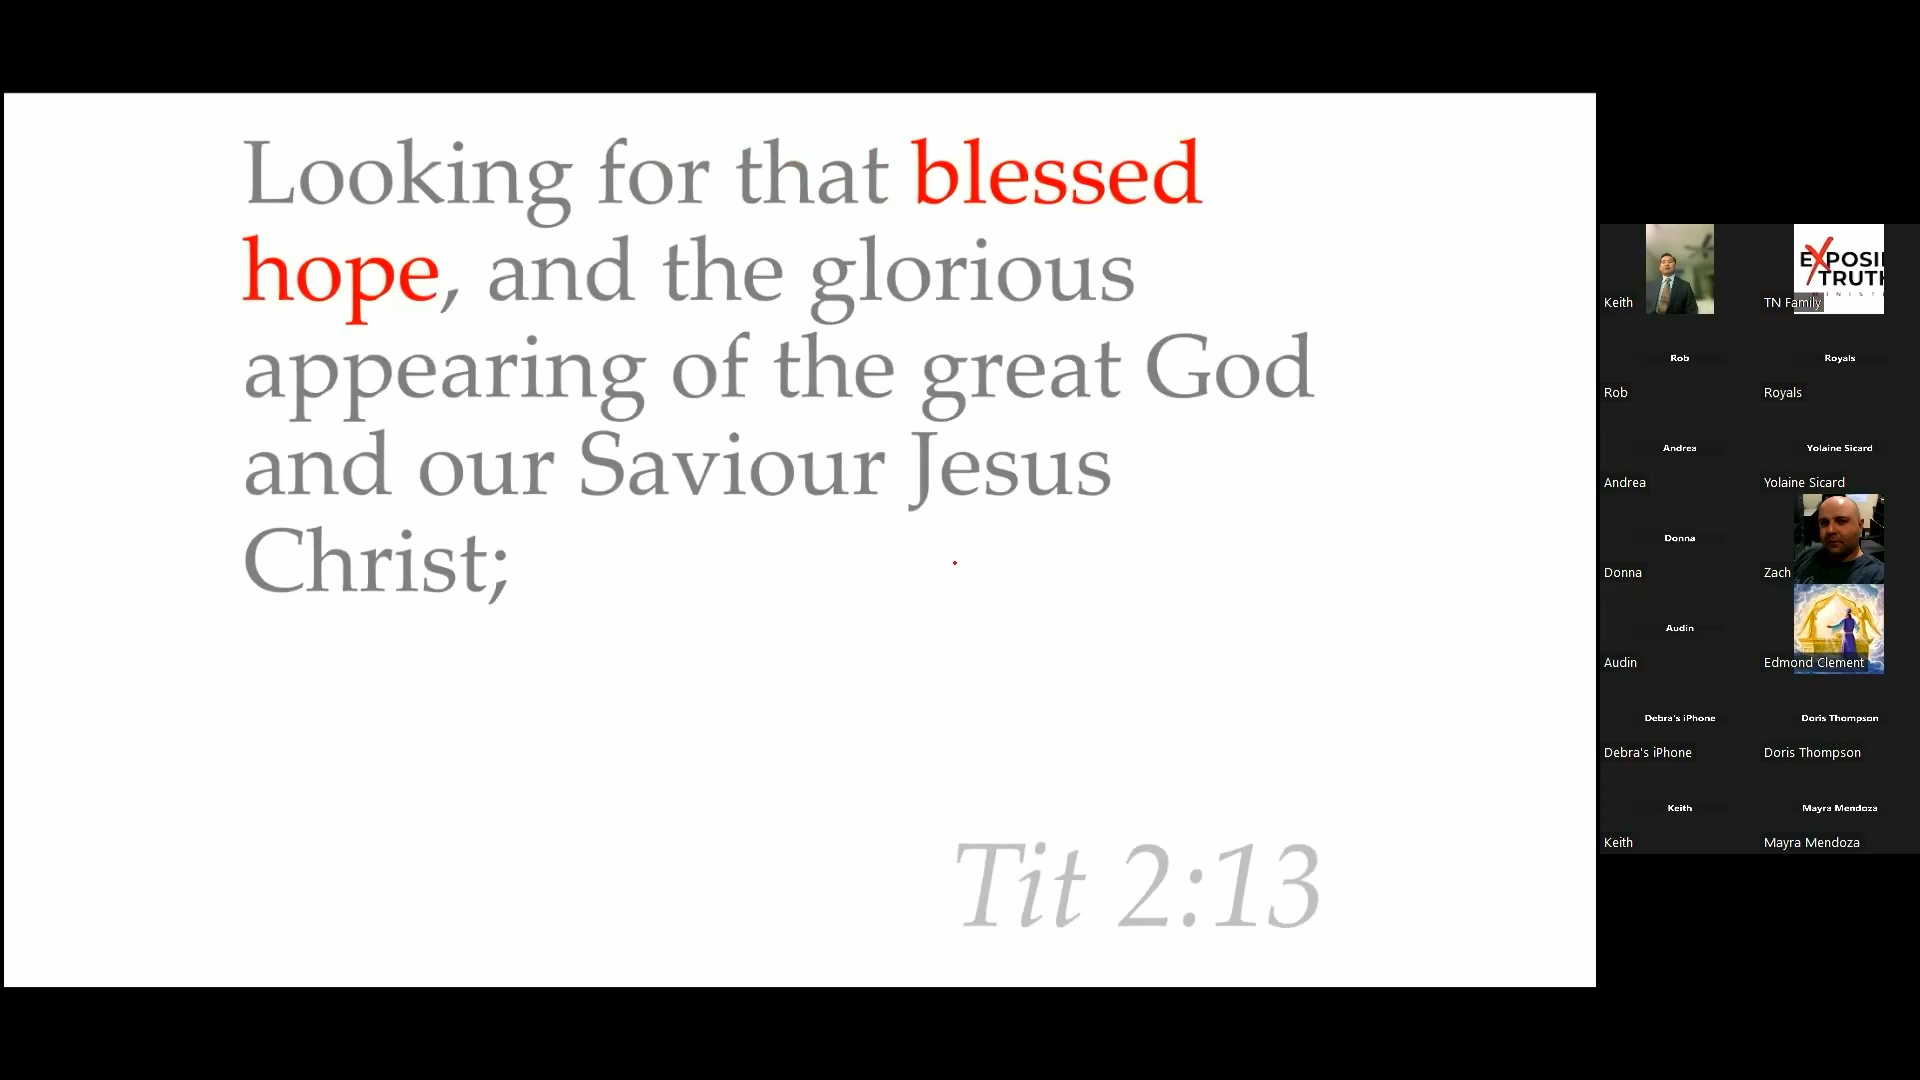 Looking for that blessed
hope, and the glorious
appearing of the great God
and our Saviour Jesus
Christ;
Tit 2:13
Keith
TN Family
Rob
Royals
Rob
Royals
Andrea
Yolaine Sicard
Andrea
Yolaine Sicard
Donna
Donna
Zach
Audin
Audin
Edmond Clement
Debra's iPhone
Doris Thompson
Debra's iPhone
Doris Thompson
Keith
Mayra Mendoza
Keith
Mayra Mendoza